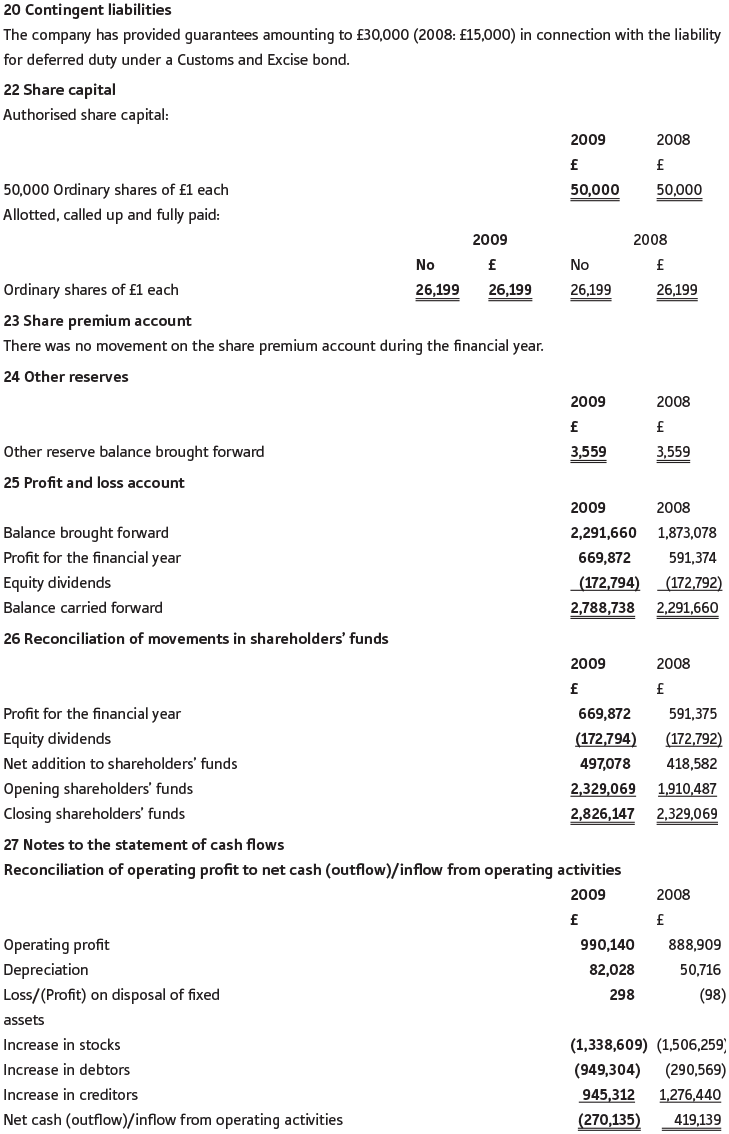 20 Contingent liabilities
The company has provided guarantees amounting to £30,000 (2008: £15,000) in connection with the liability
for deferred duty under a Customs and Excise bond.
22 Share capital
Authorised share capital:
2009 2008
£ £
50,000 Ordinary shares of £1 each 50,000 50,000
Allotted, called up and fully paid:
2009 2008
No £ No £
Ordinary shares of £1 each 26,199 26,199 26,199 26,199
23 Share premium account
There was no movement on the share premium account during the financial year.
24 Other reserves
2009 2008
£ £
Other reserve balance brought forward 3,559 3,559
25 Profit and loss account
2009 2008
Balance brought forward 2,291,660 1,873,078
Profit for the financial year 669,872 591,374
Equity dividends (172,794) (172,792)
Balance carried forward 2,788,738 2,291,660
26 Reconciliation of movements in shareholders' funds
2009 2008
£ £
Profit for the financial year 669,872 591,375
Equity dividends (172,794) (172,792)
Net addition to shareholders' funds 497,078 418,582
Opening shareholders' funds 2,329,069 1,910,487
Closing shareholders' funds 2,826,147 2,329,069
27 Notes to the statement of cash flows
Reconciliation of operating profit to net cash (outflow)/inflow from operating activities
2009 2008
£ £
Operating profit 990,140 888,909
Depreciation 82,028 50,716
Loss/(Profit) on disposal of fixed 298 (98)
assets
Increase in stocks (1,338,609) (1,506,259)
Increase in debtors (949,304) (290,569)
Increase in creditors 945,312 1,276,440
Net cash (outflow)/inflow from operating activities (270,135) 419,139